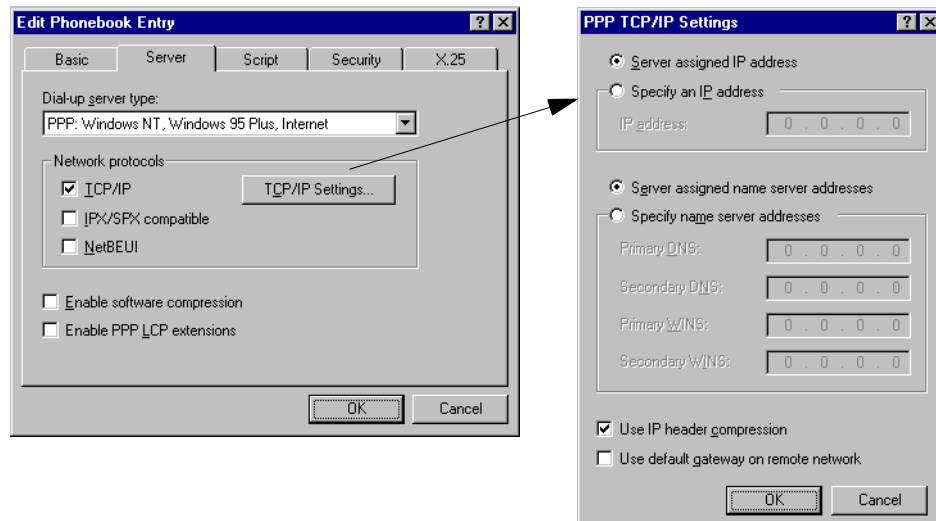 Edit Phonebook Entry
Basic Server Script Security X.25
Dial-up server type:
PPP: Windows NT, Windows 95 Plus, Internet
Network protocols
TCP/IP
TCP/IP Settings...
IPX/SPX compatible
NetBEUI
Enable software compression
Enable PPP LCP extensions
OK Cancel
PPP TCP/IP Settings
Server assigned IP address
Specify an IP address
IP address: 0 . 0 . 0 . 0
Server assigned name server addresses
Specify name server addresses
Primary DNS: 0 . 0 . 0 . 0
Secondary DNS: 0 . 0 . 0 . 0
Primary WINS: 0 . 0 . 0 . 0
Secondary WINS: 0 . 0 . 0 . 0
Use IP header compression
Use default gateway on remote network
OK Cancel